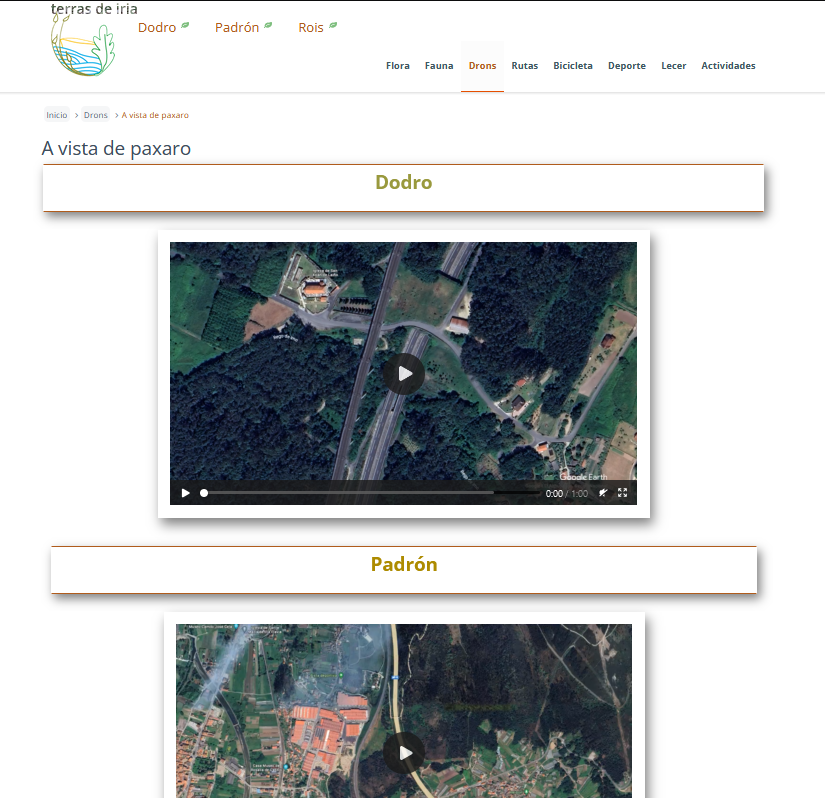 terras de iria
Dodro
Padrón
Rois
Flora
Fauna
Drons
Rutas
Bicicleta
Deporte
Lecer
Actividades
Inicio > Drons > A vista de paxaro
A vista de paxaro
Dodro
Google Earth
0:00 / 1:00
Padrón